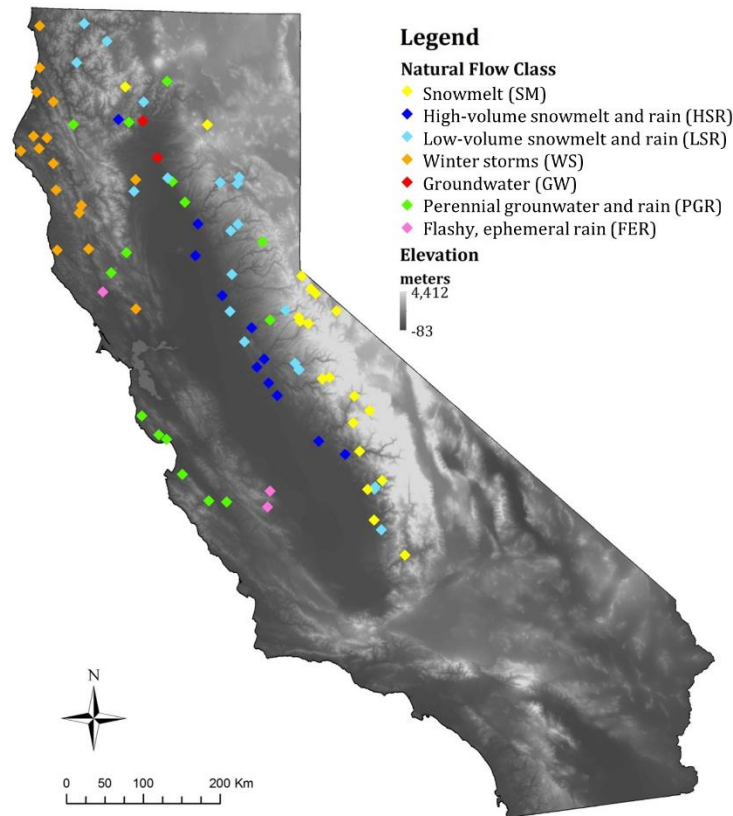 Legend
Natural Flow Class
Snowmelt (SM)
High-volume snowmelt and rain (HSR)
Low-volume snowmelt and rain (LSR)
Winter storms (WS)
Groundwater (GW)
Perennial grounwater and rain (PGR)
Flashy, ephemeral rain (FER)
Elevation
meters
4,412
-83
N
0 50 100 200 Km